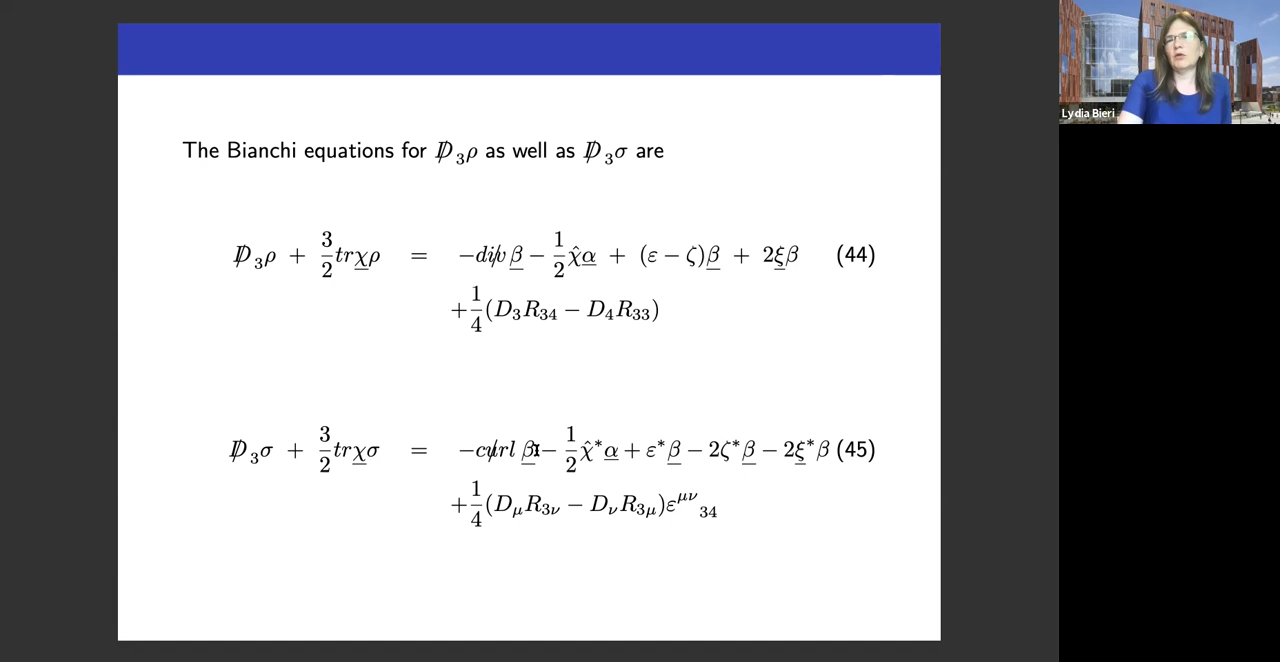 The Bianchi equations for D̸₃ρ as well as D̸₃σ are
D̸₃ρ + 3/2 trχ̲ρ = −di̸v β̲ − 1/2 χ̂α̲ + (ε − ζ)β̲ + 2ξ̲β (44)
+1/4(D₃R₃₄ − D₄R₃₃)
D̸₃σ + 3/2 trχ̲σ = −cu̸rl β̲ − 1/2 χ̂*α̲ + ε*β̲ − 2ζ*β̲ − 2ξ̲*β (45)
+1/4(D_μR_{3ν} − D_νR_{3μ})ε^{μν}_{34}
Lydia Bieri